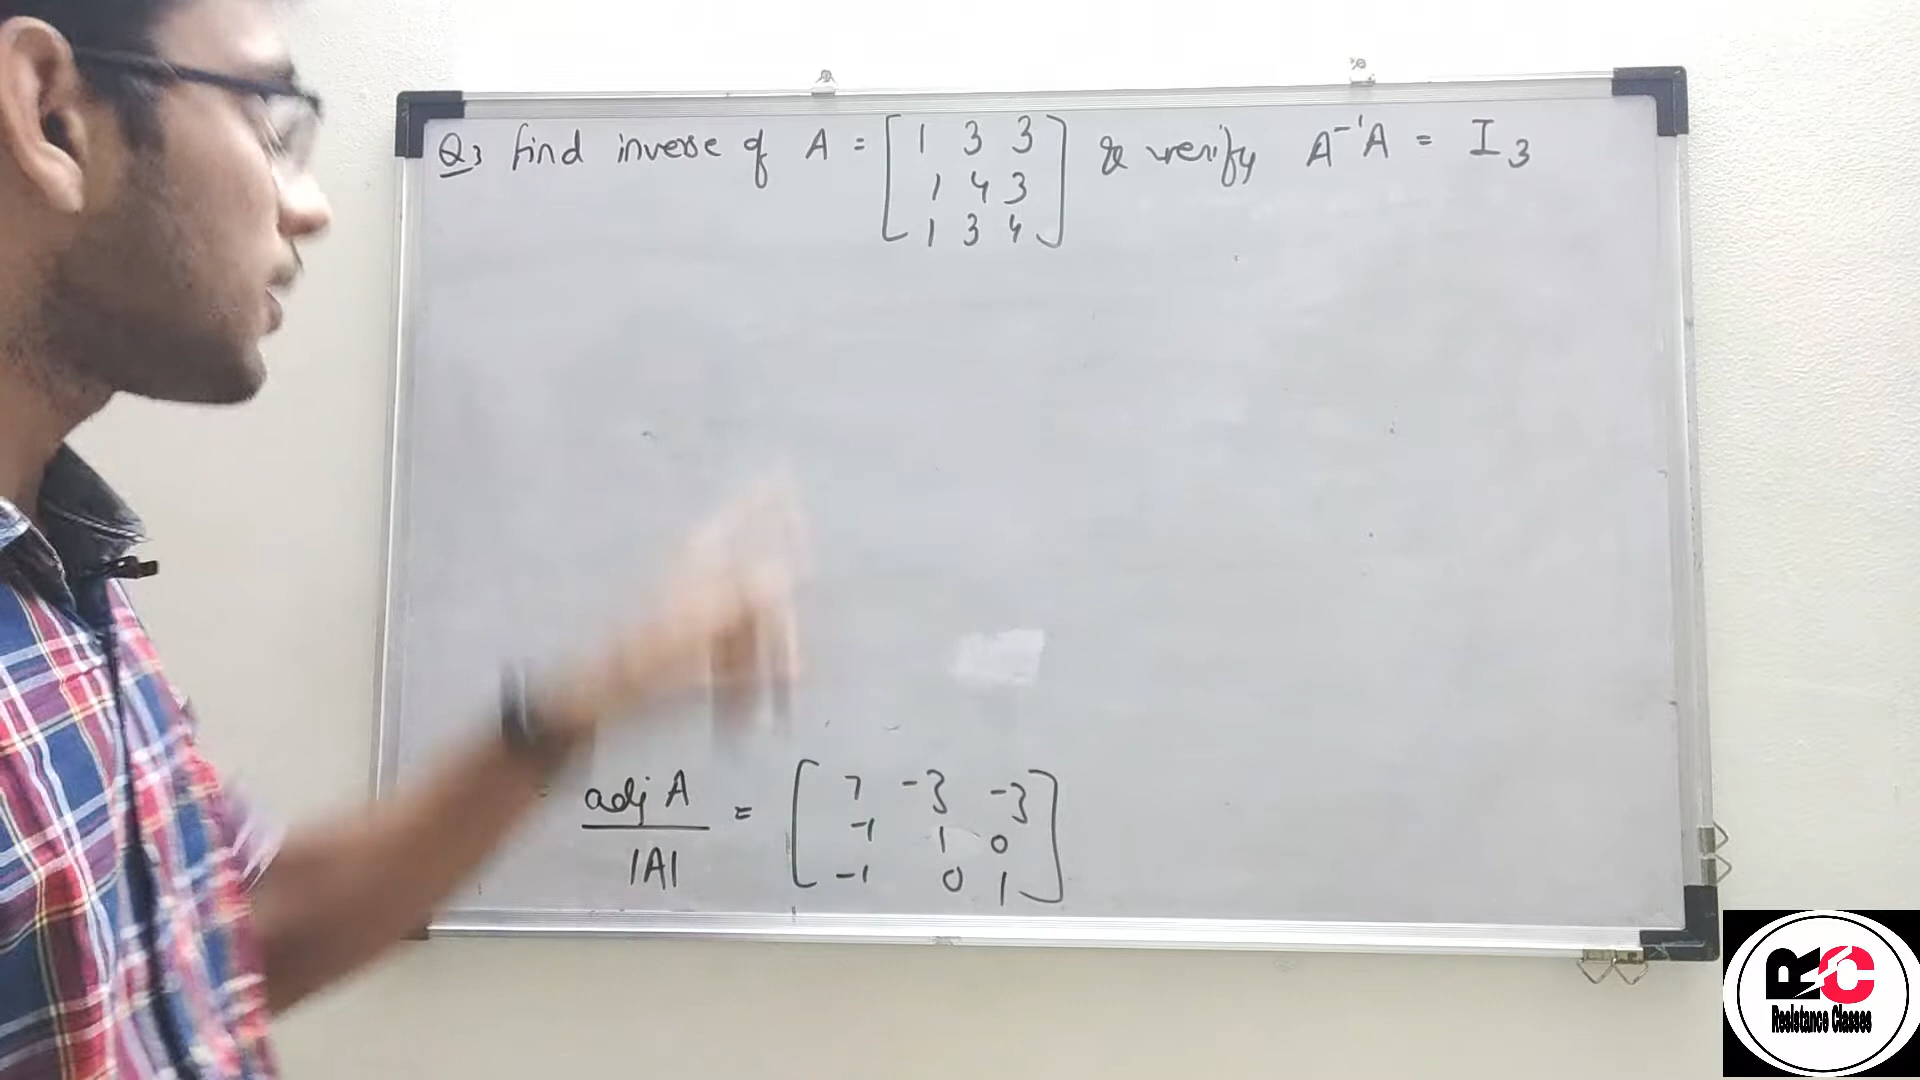 Q3 find inverse of A = [ 1 3 3 ] & verify A⁻¹A = I₃
1 4 3
1 3 4
= adj A / |A| = [ 7 -3 -3 ]
-1 1 0
-1 0 1
RC
Resistance Classes